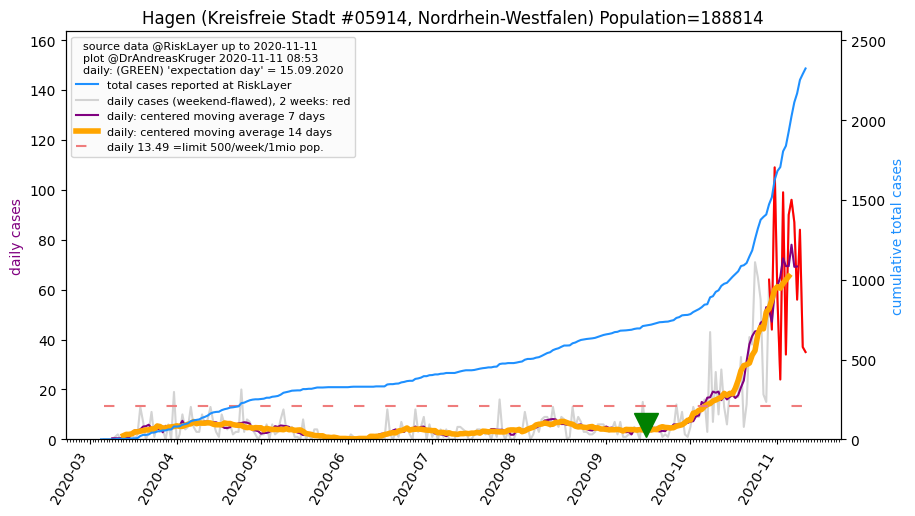 Hagen (Kreisfreie Stadt #05914, Nordrhein-Westfalen) Population=188814
source data @RiskLayer up to 2020-11-11
plot @DrAndreasKruger 2020-11-11 08:53
daily: (GREEN) 'expectation day' = 15.09.2020
total cases reported at RiskLayer
daily cases (weekend-flawed), 2 weeks: red
daily: centered moving average 7 days
daily: centered moving average 14 days
daily 13.49 =limit 500/week/1mio pop.
daily cases
160
140
120
100
80
60
40
20
0
cumulative total cases
2500
2000
1500
1000
500
0
2020-03
2020-04
2020-05
2020-06
2020-07
2020-08
2020-09
2020-10
2020-11